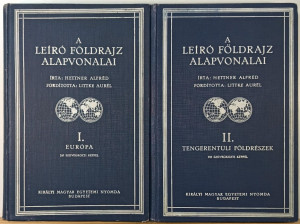 A
LEÍRÓ FÖLDRAJZ
ALAPVONALAI
ÍRTA: HETTNER ALFRÉD
FORDÍTOTTA: LITTKE AURÉL
I.
EURÓPA
KIRÁLYI MAGYAR EGYETEMI NYOMDA
BUDAPEST
A
LEÍRÓ FÖLDRAJZ
ALAPVONALAI
ÍRTA: HETTNER ALFRÉD
FORDÍTOTTA: LITTKE AURÉL
II.
TENGERENTULI FÖLDRÉSZEK
KIRÁLYI MAGYAR EGYETEMI NYOMDA
BUDAPEST